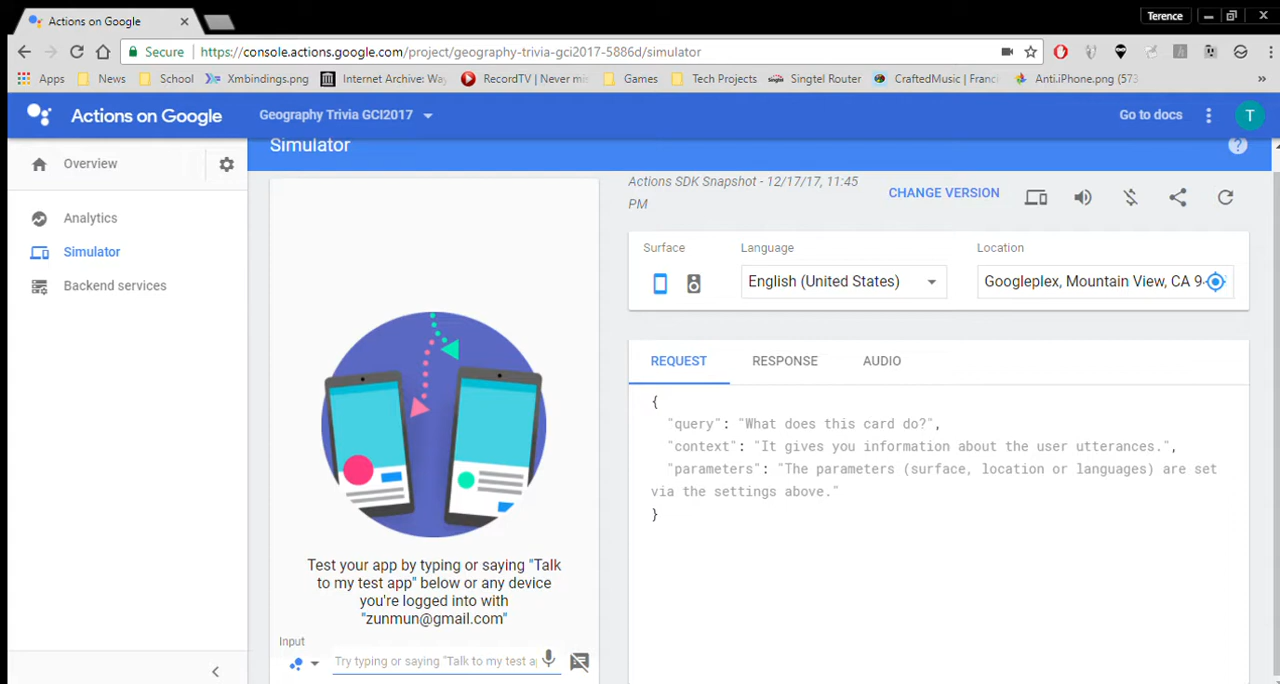 Actions on Google
Terence
Secure https://console.actions.google.com/project/geography-trivia-gci2017-5886d/simulator
Apps News School Xmbindings.png Internet Archive: Way RecordTV | Never mis Games Tech Projects Singtel Router CraftedMusic | Franc Anti.iPhone.png (573 »
Actions on Google Geography Trivia GCI2017 Go to docs T
Overview
Analytics
Simulator
Backend services
Simulator
Test your app by typing or saying "Talk
to my test app" below or any device
you're logged into with
"zunmun@gmail.com"
Input
Try typing or saying "Talk to my test a
Actions SDK Snapshot - 12/17/17, 11:45
PM
CHANGE VERSION
Surface Language Location
English (United States) Googleplex, Mountain View, CA 9
REQUEST RESPONSE AUDIO
{
"query": "What does this card do?",
"context": "It gives you information about the user utterances.",
"parameters": "The parameters (surface, location or languages) are set
via the settings above."
}